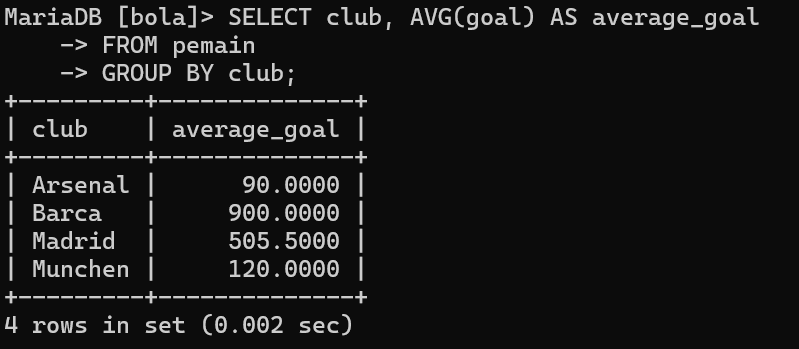 MariaDB [bola]> SELECT club, AVG(goal) AS average_goal
    -> FROM pemain
    -> GROUP BY club;
+---------+--------------+
| club    | average_goal |
+---------+--------------+
| Arsenal |      90.0000 |
| Barca   |     900.0000 |
| Madrid  |     505.5000 |
| Munchen |     120.0000 |
+---------+--------------+
4 rows in set (0.002 sec)